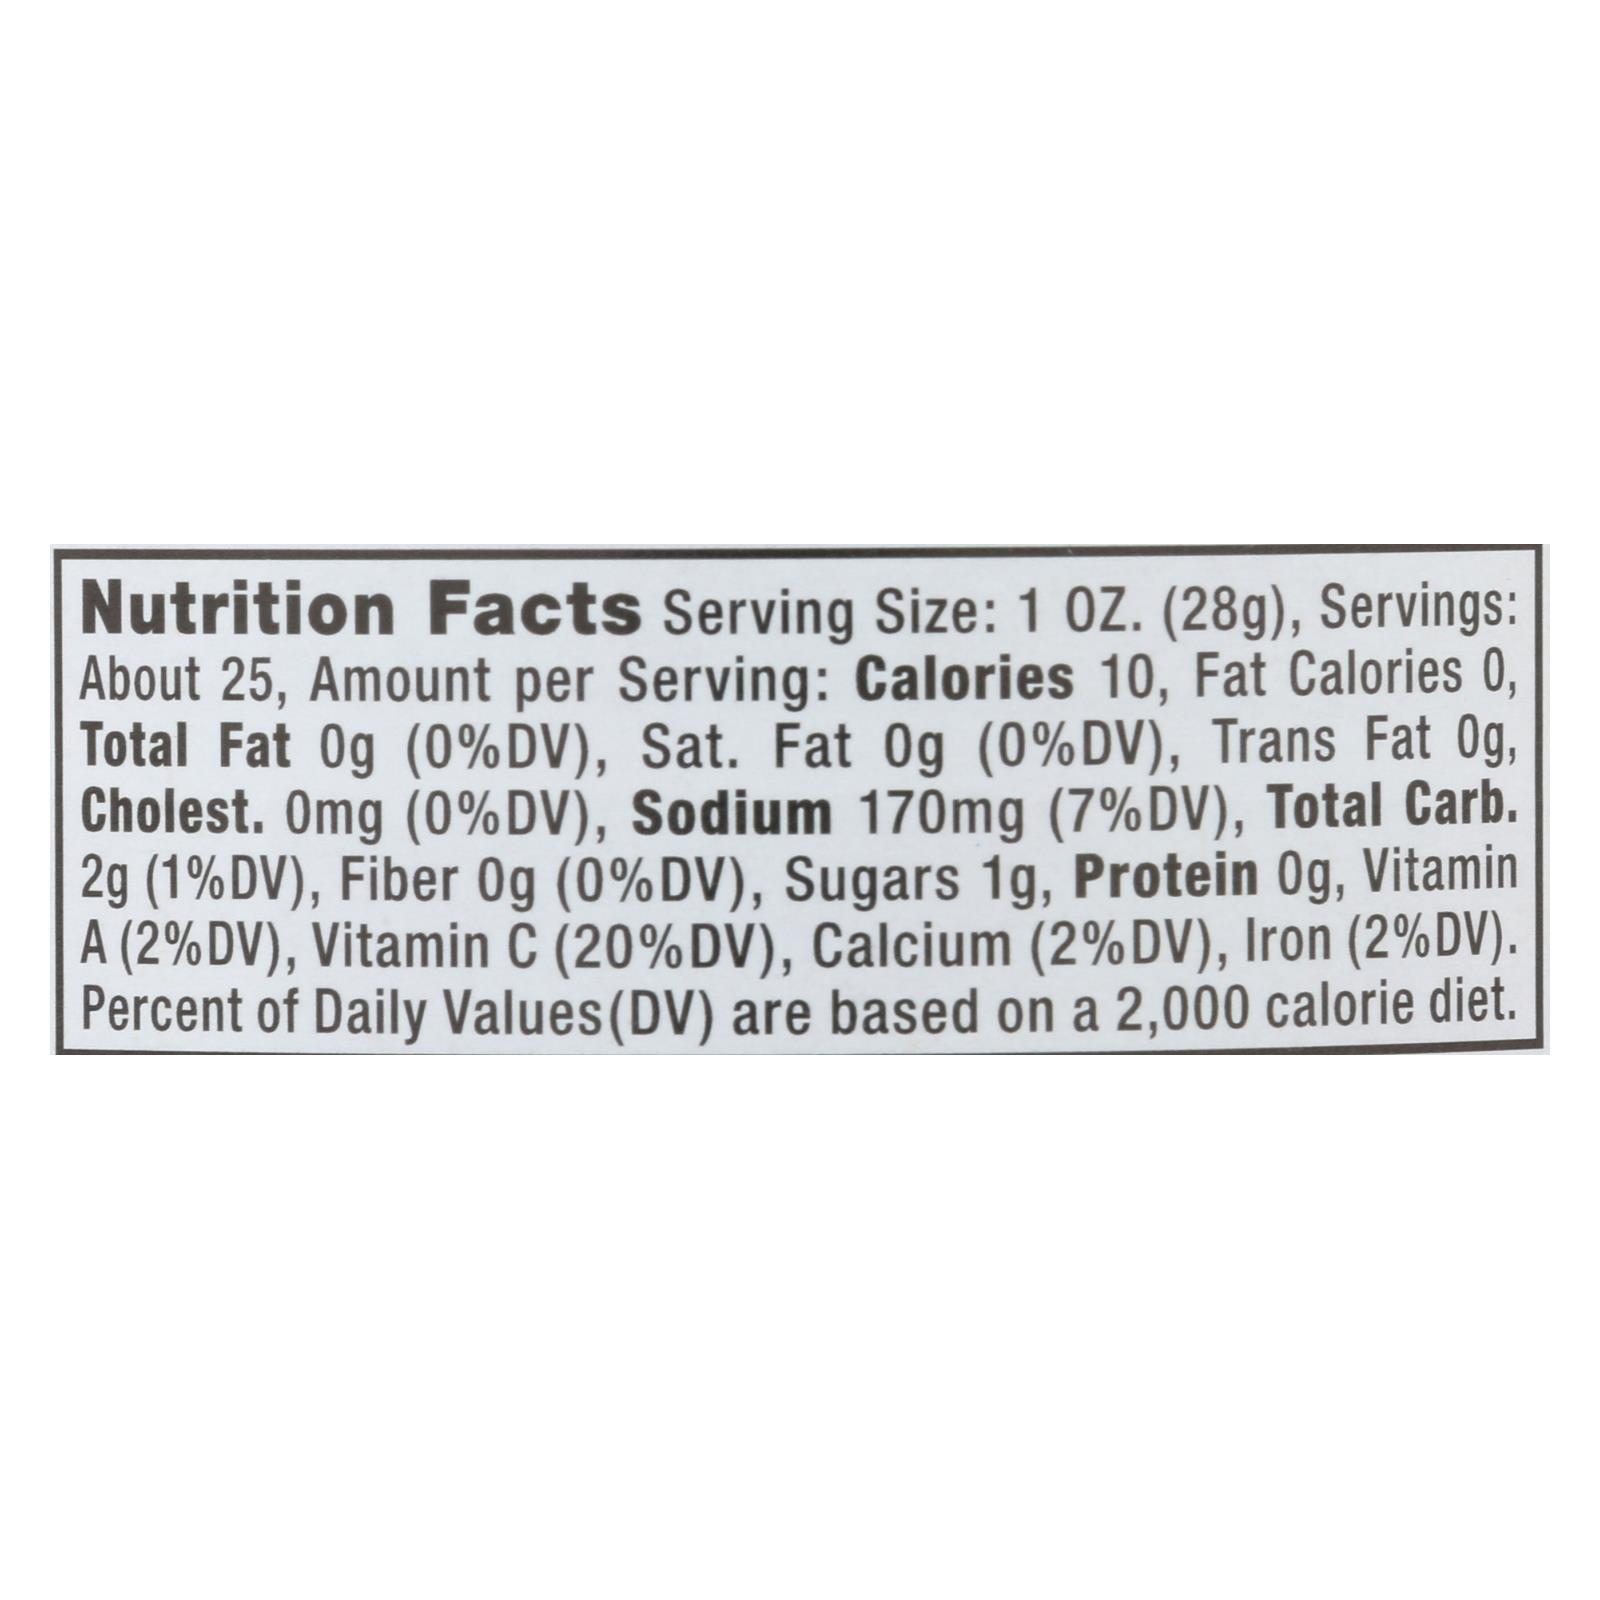 Nutrition Facts Serving Size: 1 OZ. (28g), Servings:
About 25, Amount per Serving: Calories 10, Fat Calories 0,
Total Fat 0g (0%DV), Sat. Fat 0g (0%DV), Trans Fat 0g,
Cholest. 0mg (0%DV), Sodium 170mg (7%DV), Total Carb.
2g (1%DV), Fiber 0g (0%DV), Sugars 1g, Protein 0g, Vitamin
A (2%DV), Vitamin C (20%DV), Calcium (2%DV), Iron (2%DV).
Percent of Daily Values(DV) are based on a 2,000 calorie diet.